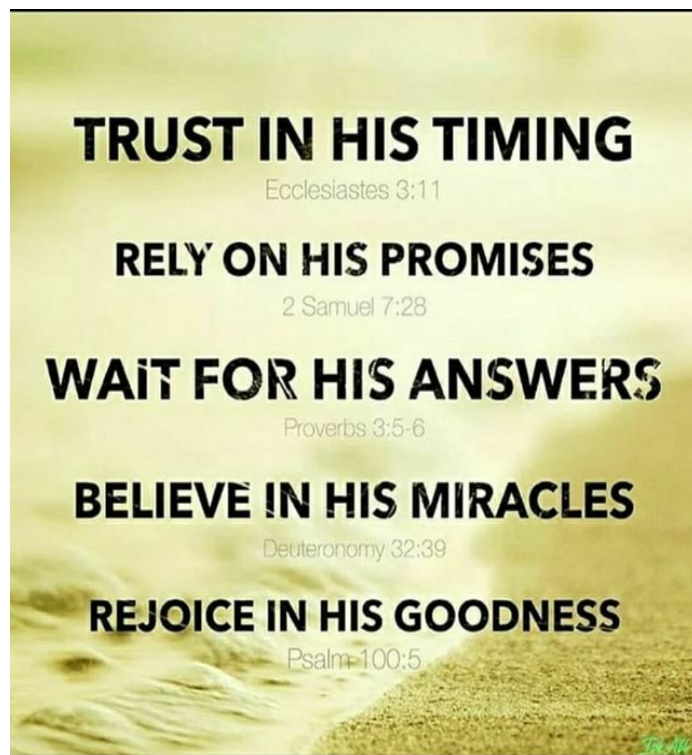 TRUST IN HIS TIMING
Ecclesiastes 3:11
RELY ON HIS PROMISES
2 Samuel 7:28
WAiT FOR HIS ANSWERS
Proverbs 3:5-6
BELIEVE IN HIS MIRACLES
Deuteronomy 32:39
REJOICE IN HIS GOODNESS
Psalm 100:5